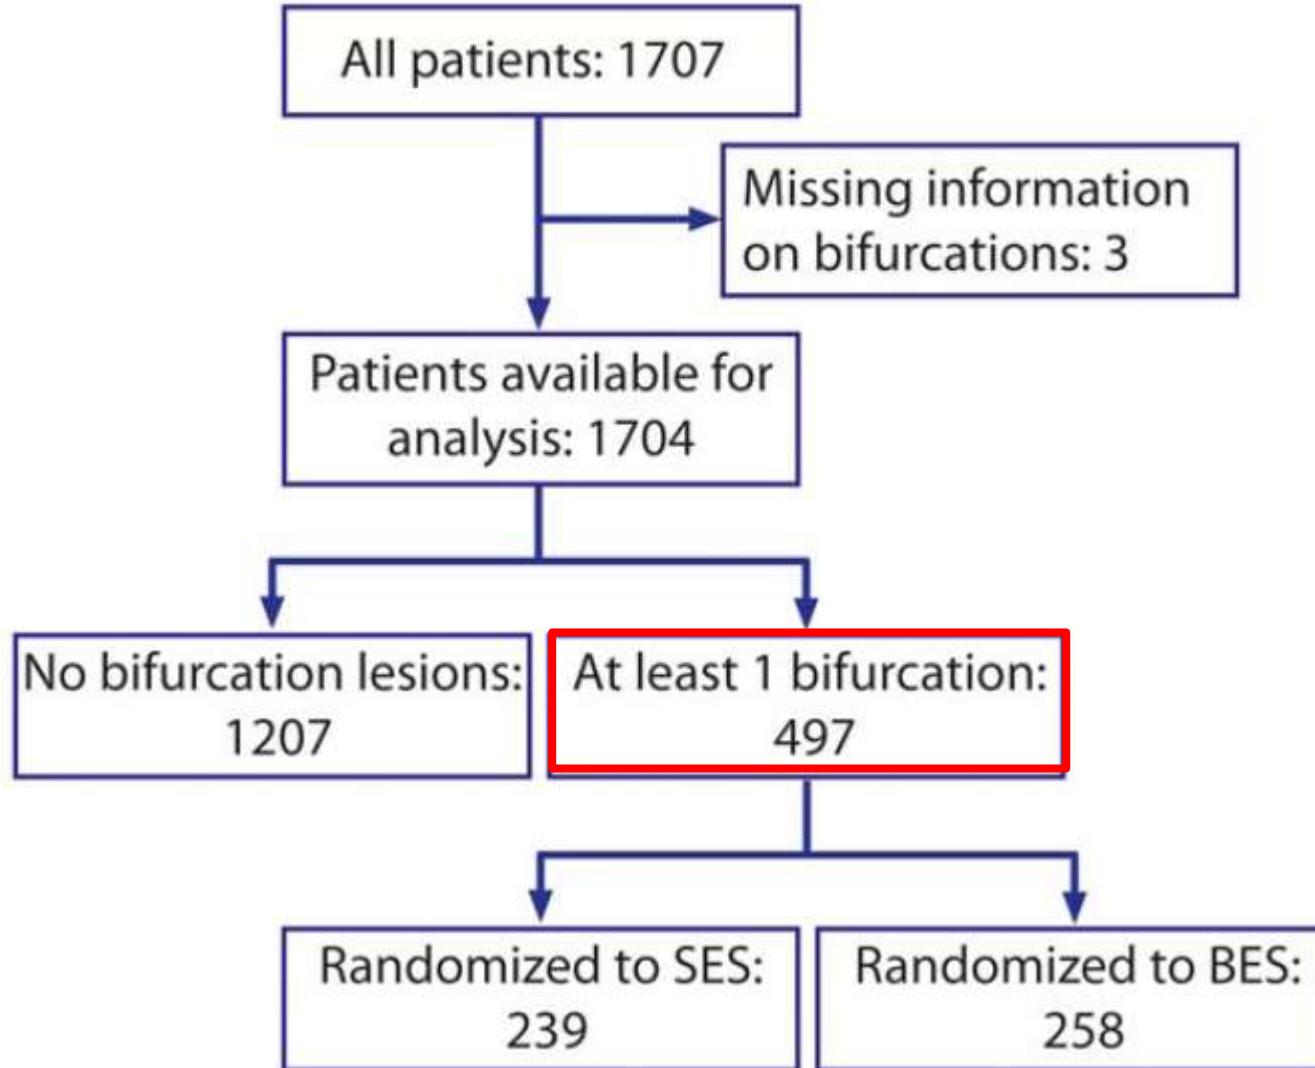 All patients: 1707
Missing information
on bifurcations: 3
Patients available for
analysis: 1704
No bifurcation lesions:
1207
At least 1 bifurcation:
497
Randomized to SES:
239
Randomized to BES:
258